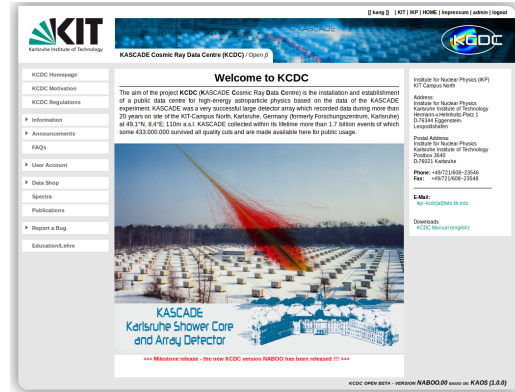 [[ kang ]] | KIT | IKP | HOME | Impressum | admin | logout
KIT
Karlsruhe Institute of Technology
KASCADE
KCDC
KASCADE Cosmic Ray Data Centre (KCDC) / Open β
KCDC Homepage
KCDC Motivation
KCDC Regulations
Information
Announcements
FAQs
User Account
Data Shop
Spectra
Publications
Report a Bug
Education/Lehre
Welcome to KCDC
The aim of the project KCDC (KASCADE Cosmic Ray Data Centre) is the installation and establishment
of a public data centre for high-energy astroparticle physics based on the data of the KASCADE
experiment. KASCADE was a very successful large detector array which recorded data during more than
20 years on site of the KIT-Campus North, Karlsruhe, Germany (formerly Forschungszentrum, Karlsruhe)
at 49,1°N, 8,4°E; 110m a.s.l. KASCADE collected within its lifetime more than 1.7 billion events of which
some 433.000.000 survived all quality cuts and are made available here for public usage.
KASCADE
Karlsruhe Shower Core
and Array Detector
+++ Milestone release - the new KCDC version NABOO has been released !!! +++
Institute for Nuclear Physics (IKP)
KIT Campus North
Address:
Institute for Nuclear Physics
Karlsruhe Institute of Technology
Hermann-v.Helmholtz-Platz 1
D-76344 Eggenstein-
Leopoldshafen
Postal Address:
Institute for Nuclear Physics
Karlsruhe Institute of Technology
Postbox 3640
D-76021 Karlsruhe
Phone: +49/721/608-23546
Fax: +49/721/608-23548
E-Mail:
ikp-kcdc[at]lists.kit.edu
Downloads
KCDC Manual (english)
KCDC OPEN BETA - VERSION NABOO.00 BASED ON KAOS (1.0.0)